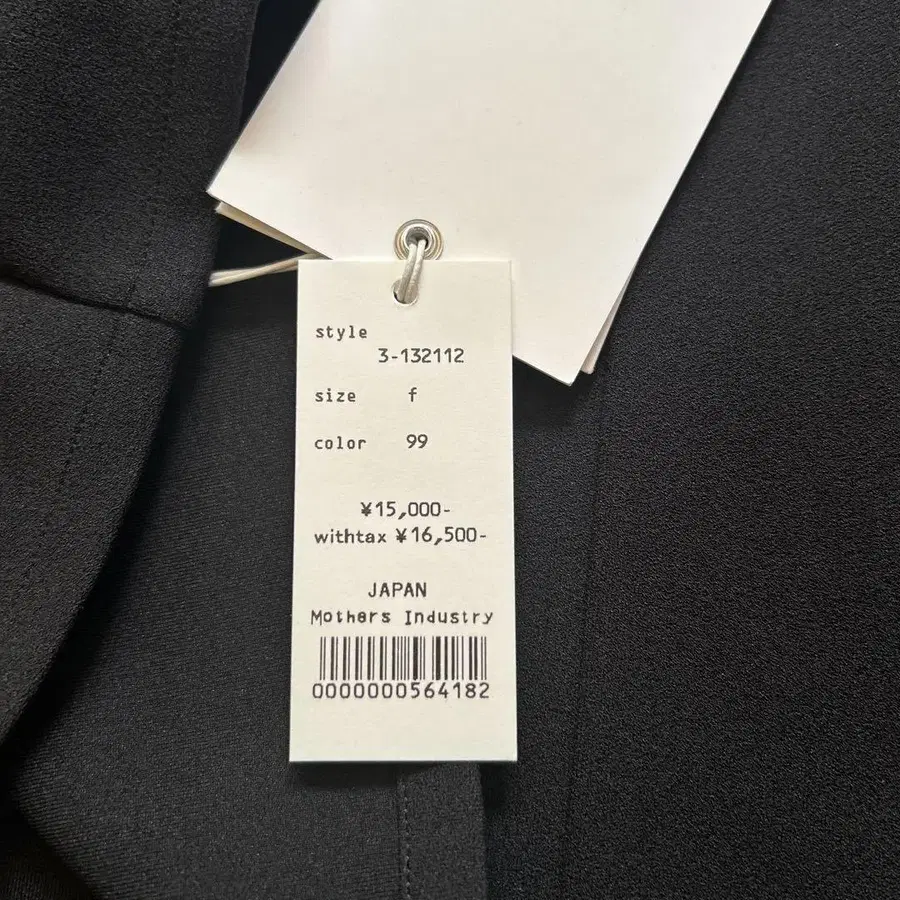 style
3-132112
size f
color 99
¥15,000-
withtax ¥16,500-
JAPAN
Mothers Industry
0000000564182